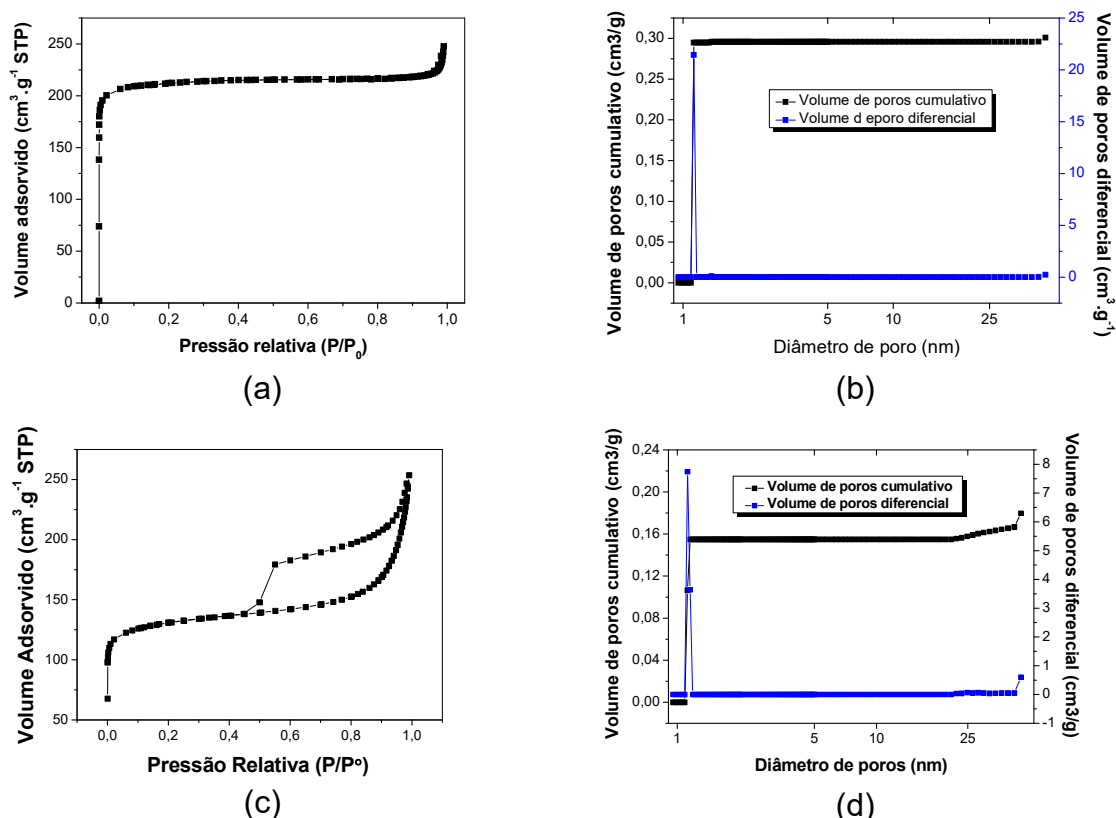 Volume adsorvido (cm³.g⁻¹ STP)
250
200
150
100
50
0
0,0 0,2 0,4 0,6 0,8 1,0
Pressão relativa (P/P₀)
(a)
Volume de poros cumulativo (cm3/g)
0,30
0,25
0,20
0,15
0,10
0,05
0,00
Volume de poros cumulativo
Volume d eporo diferencial
25
20
15
10
5
0
Volume de poros diferencial (cm³.g⁻¹)
1 5 25
Diâmetro de poro (nm)
(b)
Volume Adsorvido (cm³.g⁻¹ STP)
250
200
150
100
50
0,0 0,2 0,4 0,6 0,8 1,0
Pressão Relativa (P/Pº)
(c)
Volume de poros cumulativo (cm3/g)
0,24
0,20
0,16
0,12
0,08
0,04
0,00
Volume de poros cumulativo
Volume de poros diferencial
8
7
6
5
4
3
2
1
0
-1
Volume de poros diferencial (cm3/g)
1 5 10 25
Diâmetro de poros (nm)
(d)